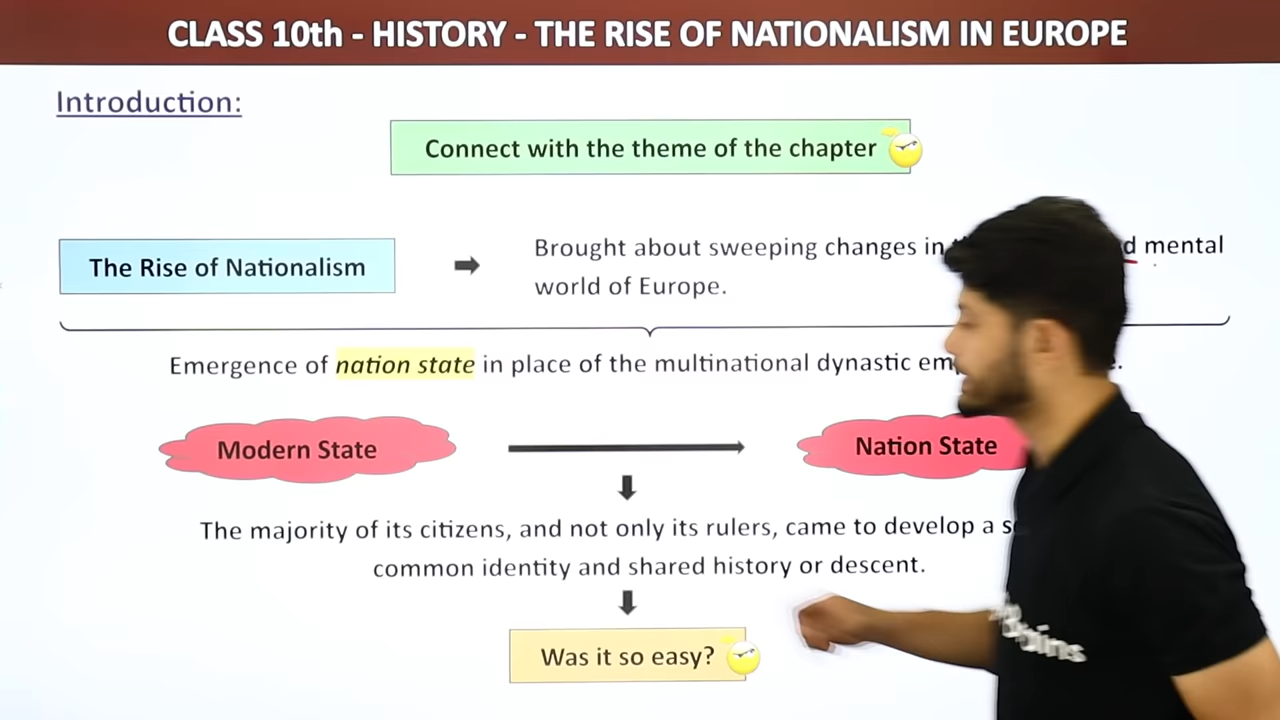 CLASS 10th - HISTORY - THE RISE OF NATIONALISM IN EUROPE
Introduction:
Connect with the theme of the chapter
The Rise of Nationalism
Brought about sweeping changes in mental
world of Europe.
Emergence of nation state in place of the multinational dynastic
Modern State
Nation State
The majority of its citizens, and not only its rulers, came to develop a
common identity and shared history or descent.
Was it so easy?